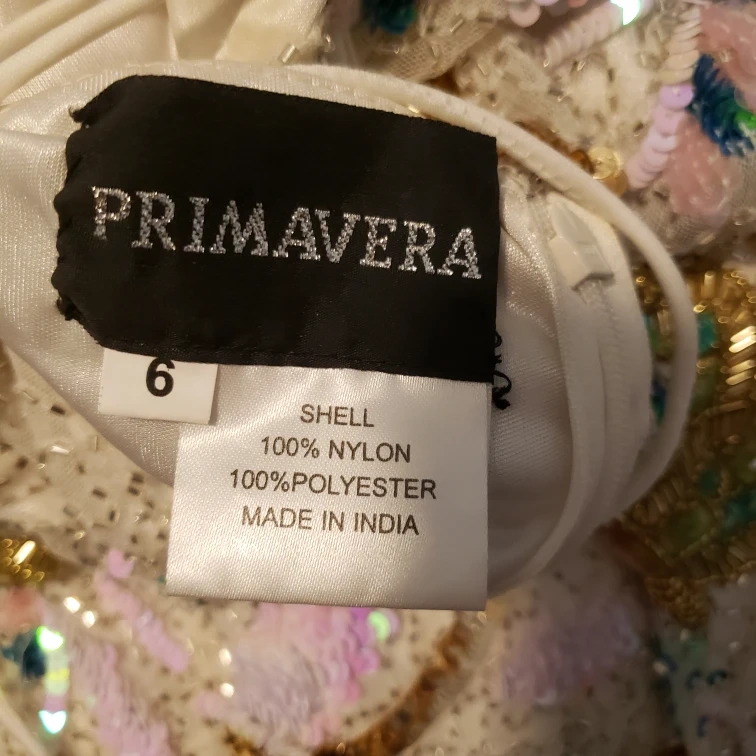 PRIMAVERA
6
SHELL
100% NYLON
100%POLYESTER
MADE IN INDIA